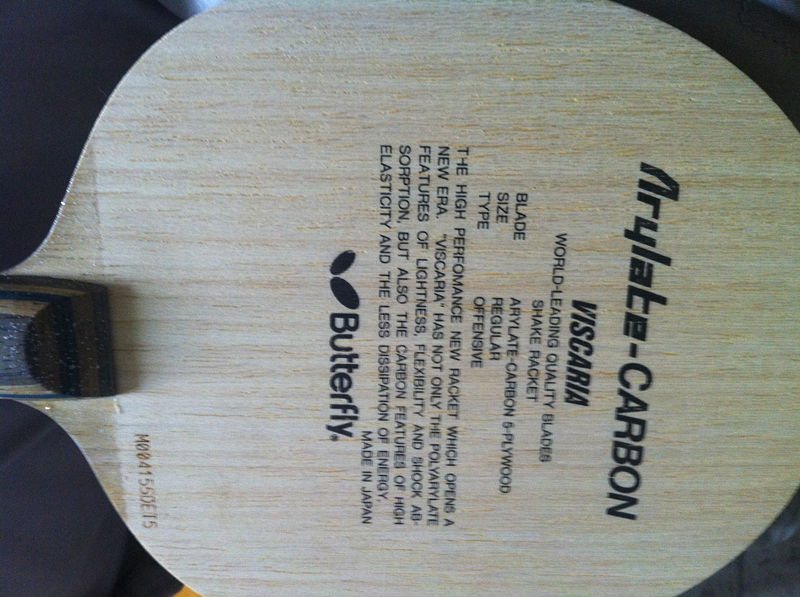 Arylate-CARBON
WORLD-LEADING QUALITY BLADES
VISCARIA
SHAKE RACKET
BLADE ARYLATE-CARBON 5-PLYWOOD
SIZE REGULAR
TYPE OFFENSIVE
THE HIGH PERFOMANCE NEW RACKET WHICH OPENS A
NEW ERA. "VISCARIA" HAS NOT ONLY THE POLYARYLATE
FEATURES OF LIGHTNESS, FLEXIBILITY AND SHOCK AB-
SORPTION, BUT ALSO THE CARBON FEATURES OF HIGH
ELASTICITY AND THE LESS DISSIPATION OF ENERGY.
MADE IN JAPAN
Butterfly.